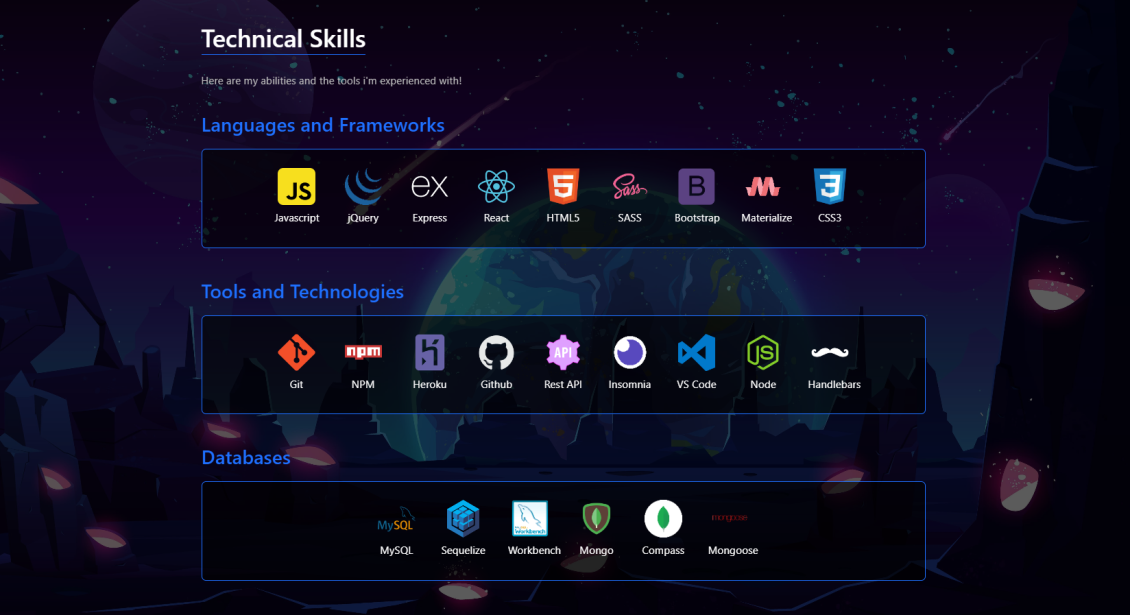 Technical Skills
Here are my abilities and the tools i'm experienced with!
Languages and Frameworks
JS ex 5 Sass B 3
Javascript jQuery Express React HTML5 SASS Bootstrap Materialize CSS3
Tools and Technologies
npm API JS
Git NPM Heroku Github Rest API Insomnia VS Code Node Handlebars
Databases
MySQL Workbench mongoose
MySQL Sequelize Workbench Mongo Compass Mongoose